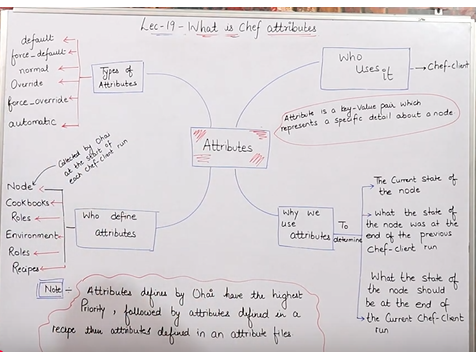 Lec-19 - What is Chef attributes
default
force_default
normal
Override
force_override
automatic
Types of
Attributes
Who
Uses it
Chef-client
Attribute is a key-value pair which
represents a specific detail about a node
Attributes
Collected by Ohai
at the start of
each chef-client run
Node
Cookbooks
Roles
Environment
Roles
Recipes
Who define
attributes
Why we
use
attributes
To
determine
The Current state of
the node
What the state of
the node was at the
end of the previous
Chef-client run
What the state of
the node should
be at the end of
the Current Chef-client
run
Note -
Attributes defines by Ohai have the highest
Priority, followed by attributes defined in a
recipe then attributes defined in an attribute files.